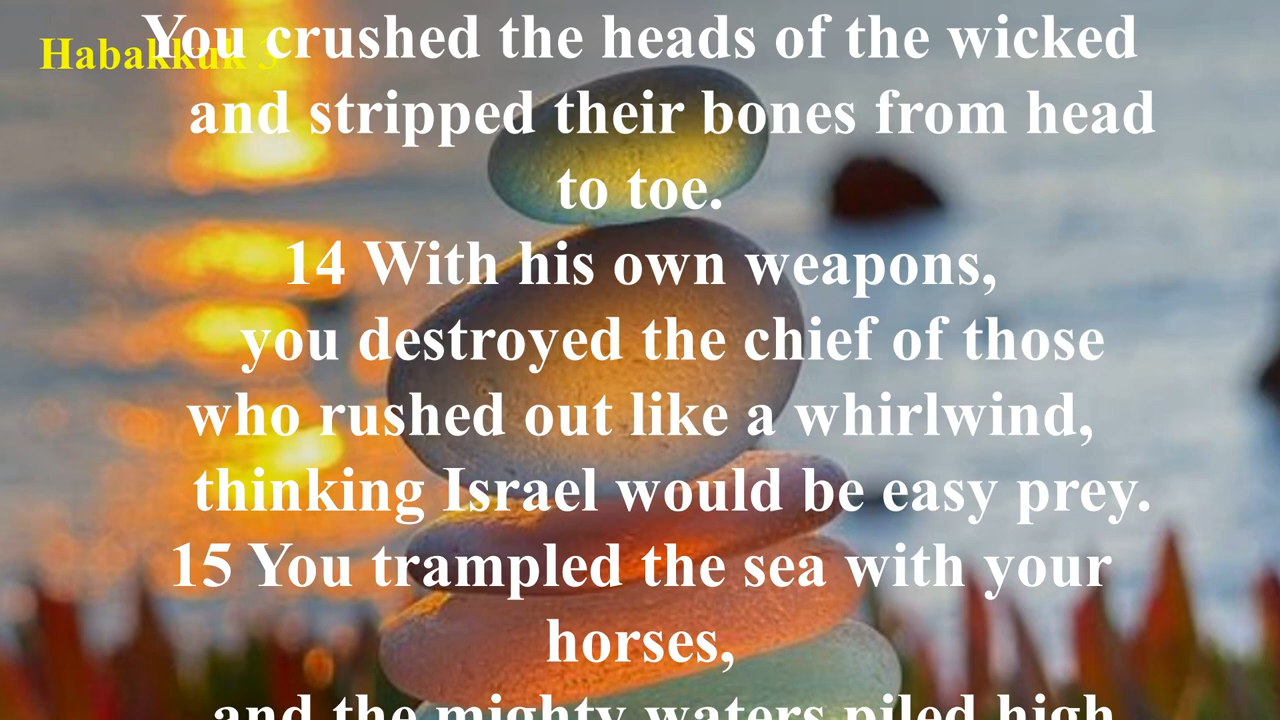 Habakkuk 3
You crushed the heads of the wicked
and stripped their bones from head
to toe.
14 With his own weapons,
you destroyed the chief of those
who rushed out like a whirlwind,
thinking Israel would be easy prey.
15 You trampled the sea with your
horses,
and the mighty waters piled high